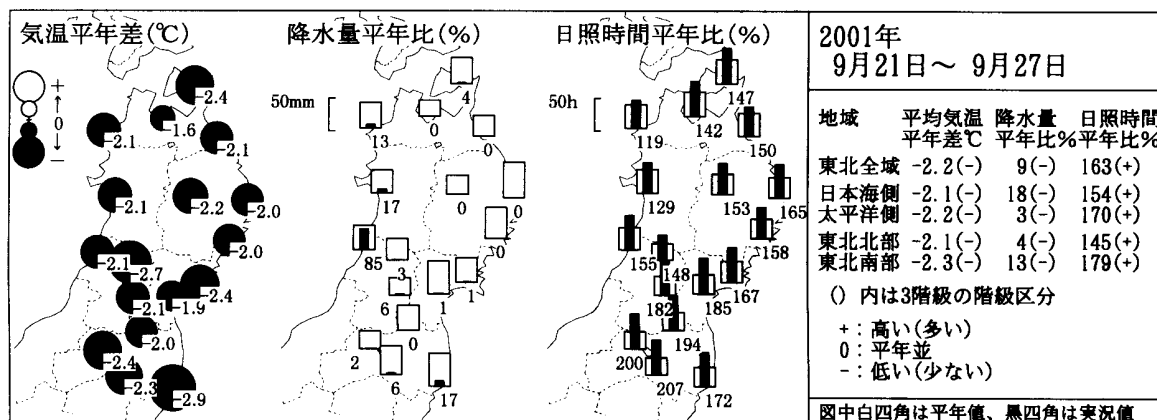 気温平年差(℃)
+
↑
0
↓
−
-2.4
-1.6
-2.1
-2.1
-2.1
-2.2
-2.0
-2.0
-2.1
-2.7
-2.4
-2.1
-1.9
-2.0
-2.4
-2.3
-2.9
降水量平年比(%)
50mm
4
0
13
0
17
0
0
0
85
3
1
6
1
0
2
6
17
日照時間平年比(%)
50h
147
142
119
150
129
153
165
158
155
148
167
182
185
194
200
207
172
2001年
9月21日～ 9月27日
地域 平均気温 降水量 日照時間
平年差℃ 平年比% 平年比%
東北全域 -2.2(-) 9(-) 163(+)
日本海側 -2.1(-) 18(-) 154(+)
太平洋側 -2.2(-) 3(-) 170(+)
東北北部 -2.1(-) 4(-) 145(+)
東北南部 -2.3(-) 13(-) 179(+)
() 内は3階級の階級区分
+：高い(多い)
0：平年並
-：低い(少ない)
図中白四角は平年値、黒四角は実況値